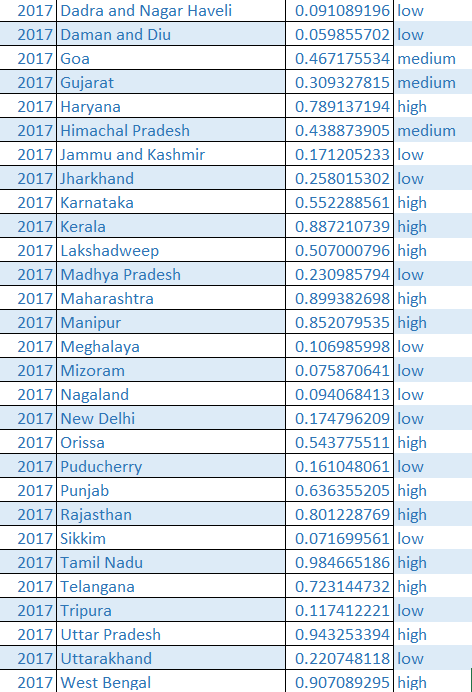 2017 Dadra and Nagar Haveli 0.091089196 low
2017 Daman and Diu 0.059855702 low
2017 Goa 0.467175534 medium
2017 Gujarat 0.309327815 medium
2017 Haryana 0.789137194 high
2017 Himachal Pradesh 0.438873905 medium
2017 Jammu and Kashmir 0.171205233 low
2017 Jharkhand 0.258015302 low
2017 Karnataka 0.552288561 high
2017 Kerala 0.887210739 high
2017 Lakshadweep 0.507000796 high
2017 Madhya Pradesh 0.230985794 low
2017 Maharashtra 0.899382698 high
2017 Manipur 0.852079535 high
2017 Meghalaya 0.106985998 low
2017 Mizoram 0.075870641 low
2017 Nagaland 0.094068413 low
2017 New Delhi 0.174796209 low
2017 Orissa 0.543775511 high
2017 Puducherry 0.161048061 low
2017 Punjab 0.636355205 high
2017 Rajasthan 0.801228769 high
2017 Sikkim 0.071699561 low
2017 Tamil Nadu 0.984665186 high
2017 Telangana 0.723144732 high
2017 Tripura 0.117412221 low
2017 Uttar Pradesh 0.943253394 high
2017 Uttarakhand 0.220748118 low
2017 West Bengal 0.907089295 high